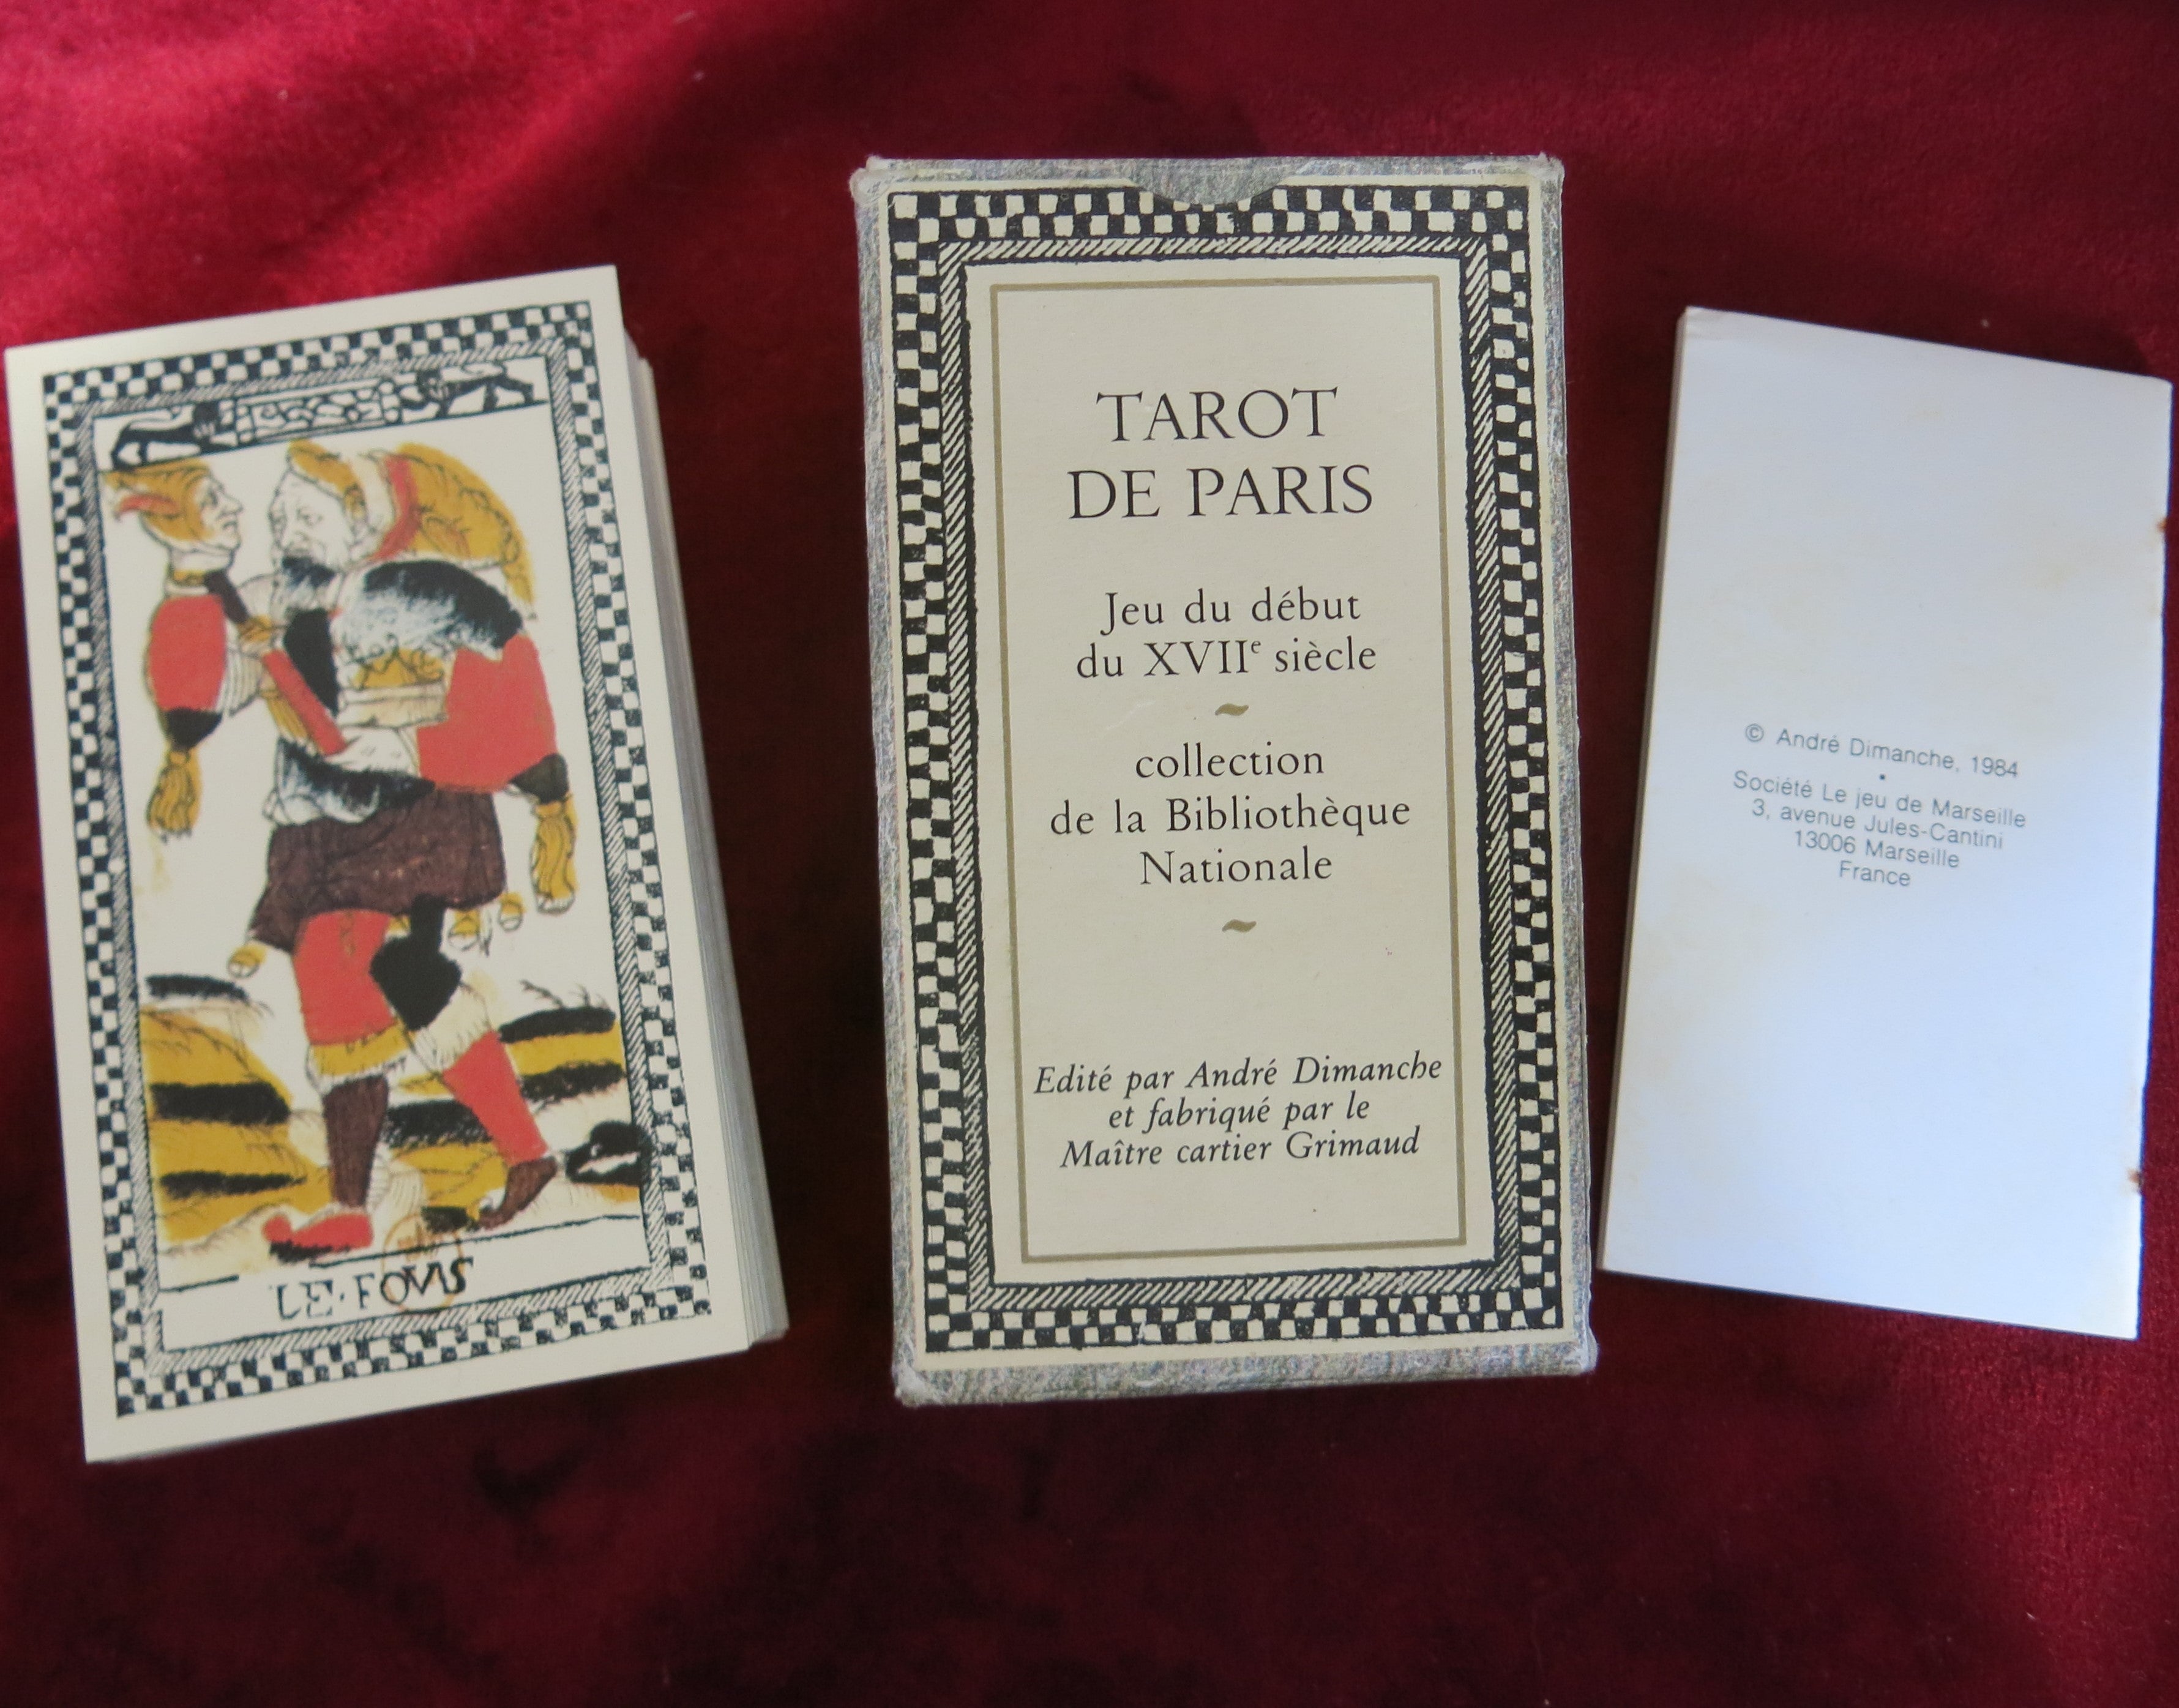 LE·FOVS
TAROT
DE PARIS
Jeu du début
du XVIIe siècle
~
collection
de la Bibliothèque
Nationale
~
Edité par André Dimanche
et fabriqué par le
Maître cartier Grimaud
© André Dimanche, 1984
•
Société Le jeu de Marseille
3, avenue Jules-Cantini
13006 Marseille
France